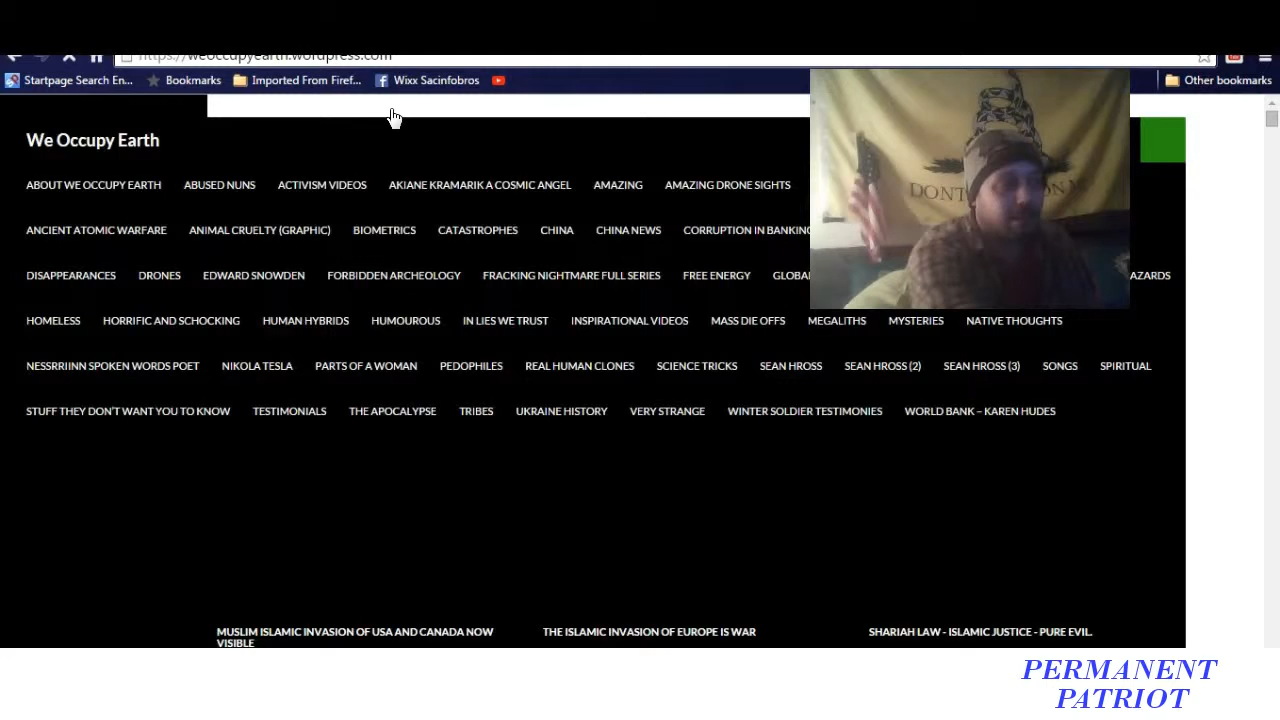 https://weoccupyearth.wordpress.com
Startpage Search En... Bookmarks Imported From Firef... Wixx Sacinfobros Other bookmarks
We Occupy Earth
ABOUT WE OCCUPY EARTH ABUSED NUNS ACTIVISM VIDEOS AKIANE KRAMARIK A COSMIC ANGEL AMAZING AMAZING DRONE SIGHTS
DONT
ANCIENT ATOMIC WARFARE ANIMAL CRUELTY (GRAPHIC) BIOMETRICS CATASTROPHES CHINA CHINA NEWS CORRUPTION IN BANKING
DISAPPEARANCES DRONES EDWARD SNOWDEN FORBIDDEN ARCHEOLOGY FRACKING NIGHTMARE FULL SERIES FREE ENERGY GLOBA AZARDS
HOMELESS HORRIFIC AND SCHOCKING HUMAN HYBRIDS HUMOUROUS IN LIES WE TRUST INSPIRATIONAL VIDEOS MASS DIE OFFS MEGALITHS MYSTERIES NATIVE THOUGHTS
NESSRRIINN SPOKEN WORDS POET NIKOLA TESLA PARTS OF A WOMAN PEDOPHILES REAL HUMAN CLONES SCIENCE TRICKS SEAN HROSS SEAN HROSS (2) SEAN HROSS (3) SONGS SPIRITUAL
STUFF THEY DON'T WANT YOU TO KNOW TESTIMONIALS THE APOCALYPSE TRIBES UKRAINE HISTORY VERY STRANGE WINTER SOLDIER TESTIMONIES WORLD BANK – KAREN HUDES
MUSLIM ISLAMIC INVASION OF USA AND CANADA NOW
VISIBLE
THE ISLAMIC INVASION OF EUROPE IS WAR
SHARIAH LAW - ISLAMIC JUSTICE - PURE EVIL.
PERMANENT
PATRIOT